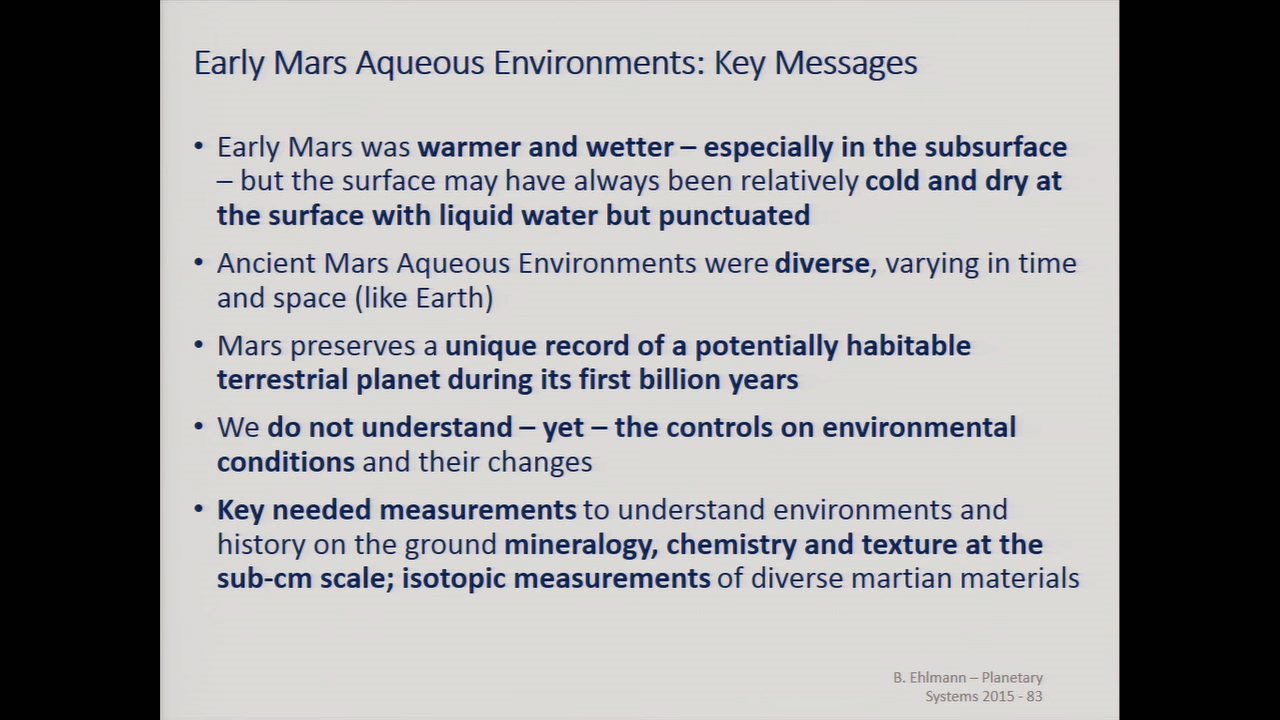 Early Mars Aqueous Environments: Key Messages
• Early Mars was warmer and wetter – especially in the subsurface
– but the surface may have always been relatively cold and dry at
the surface with liquid water but punctuated
• Ancient Mars Aqueous Environments were diverse, varying in time
and space (like Earth)
• Mars preserves a unique record of a potentially habitable
terrestrial planet during its first billion years
• We do not understand – yet – the controls on environmental
conditions and their changes
• Key needed measurements to understand environments and
history on the ground mineralogy, chemistry and texture at the
sub-cm scale; isotopic measurements of diverse martian materials
B. Ehlmann – Planetary
Systems 2015 - 83